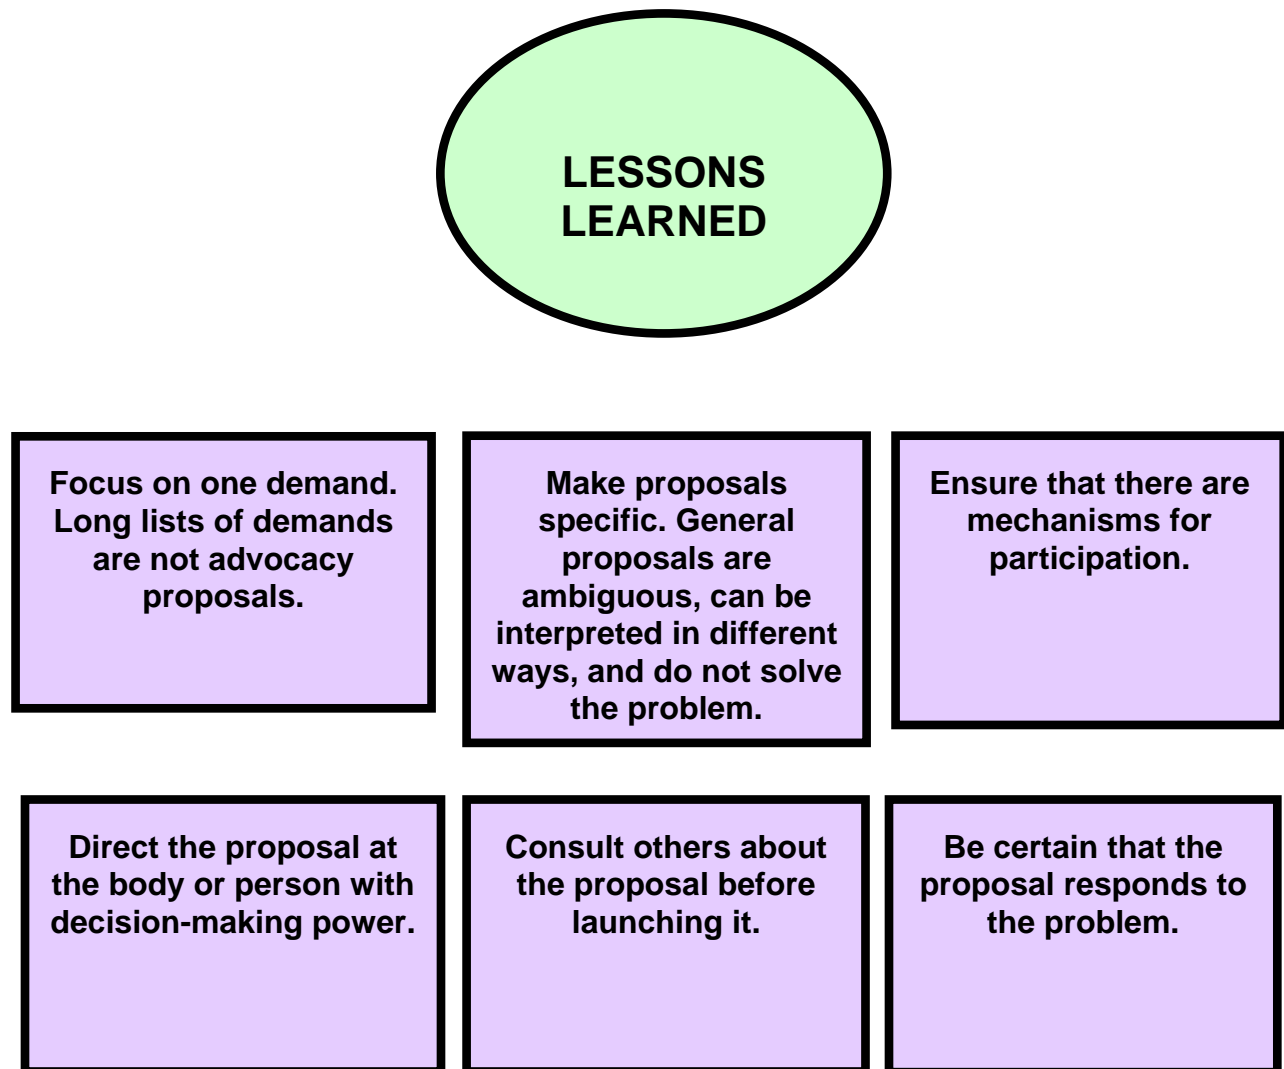 LESSONS
LEARNED
Focus on one demand.
Long lists of demands
are not advocacy
proposals.
Make proposals
specific. General
proposals are
ambiguous, can be
interpreted in different
ways, and do not solve
the problem.
Ensure that there are
mechanisms for
participation.
Direct the proposal at
the body or person with
decision-making power.
Consult others about
the proposal before
launching it.
Be certain that the
proposal responds to
the problem.